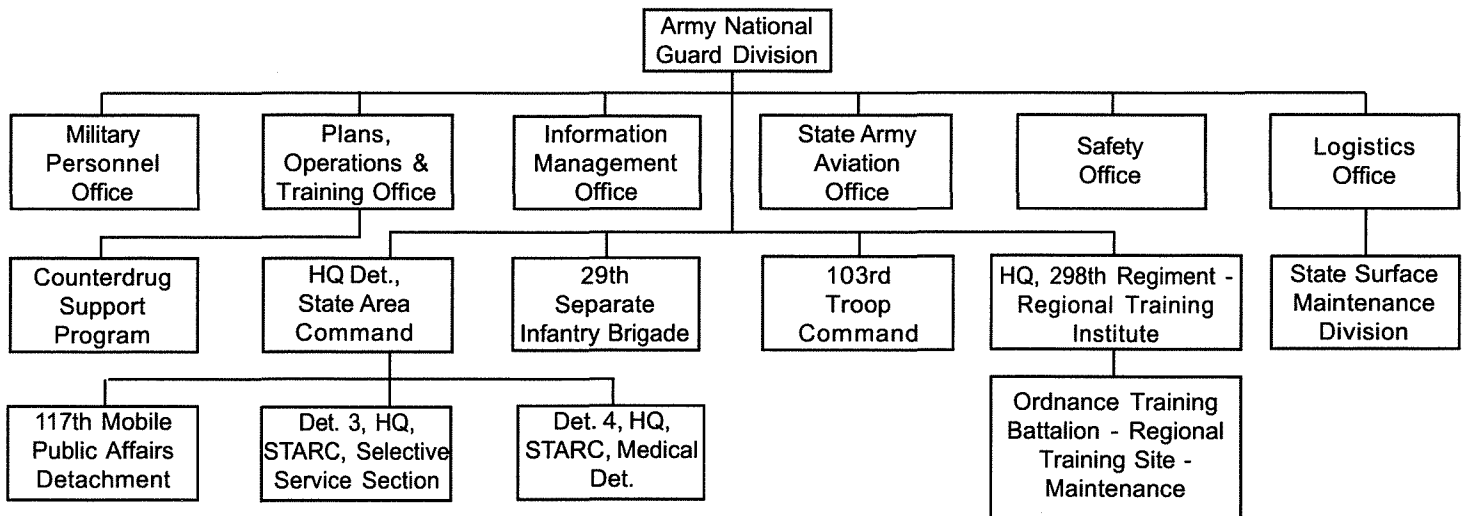 Army National
Guard Division
Military
Personnel
Office
Plans,
Operations &
Training Office
Information
Management
Office
State Army
Aviation
Office
Safety
Office
Logistics
Office
Counterdrug
Support
Program
HQ Det.,
State Area
Command
29th
Separate
Infantry Brigade
103rd
Troop
Command
HQ, 298th Regiment -
Regional Training
Institute
State Surface
Maintenance
Division
117th Mobile
Public Affairs
Detachment
Det. 3, HQ,
STARC, Selective
Service Section
Det. 4, HQ,
STARC, Medical
Det.
Ordnance Training
Battalion - Regional
Training Site -
Maintenance